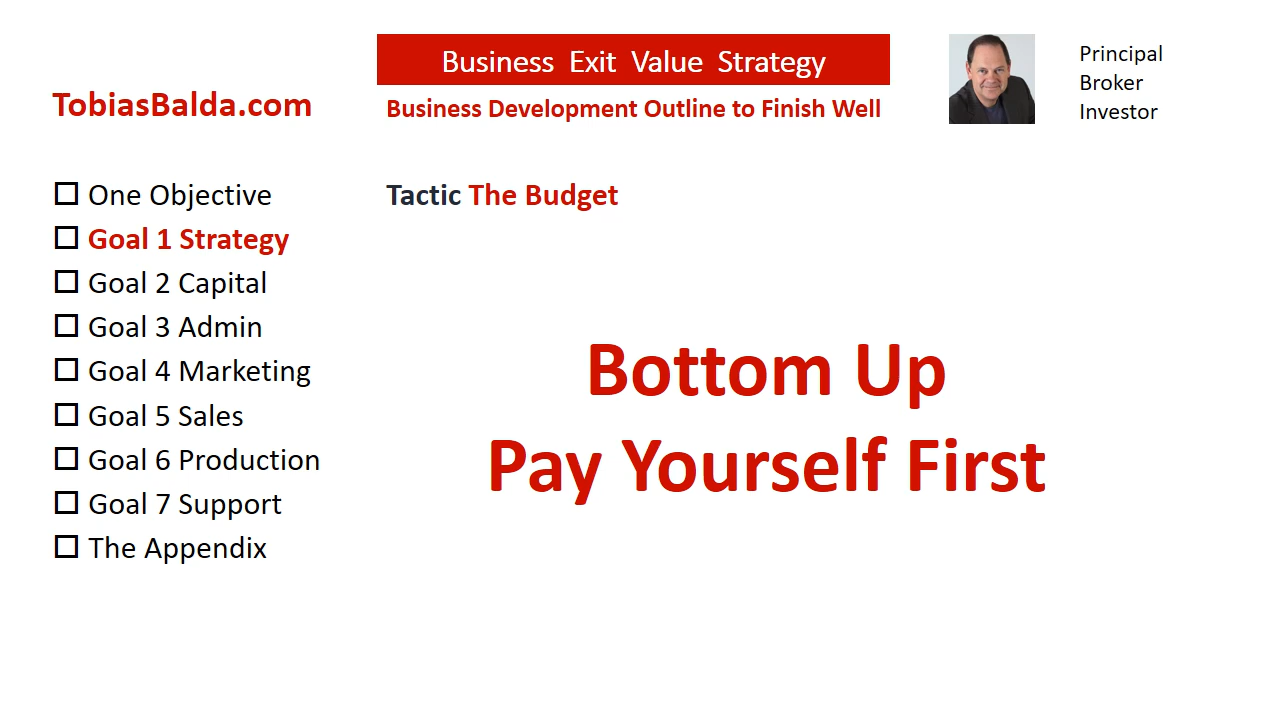 Business Exit Value Strategy
Principal
Broker
Investor
TobiasBalda.com
Business Development Outline to Finish Well
One Objective
Goal 1 Strategy
Goal 2 Capital
Goal 3 Admin
Goal 4 Marketing
Goal 5 Sales
Goal 6 Production
Goal 7 Support
The Appendix
Tactic The Budget
Bottom Up
Pay Yourself First